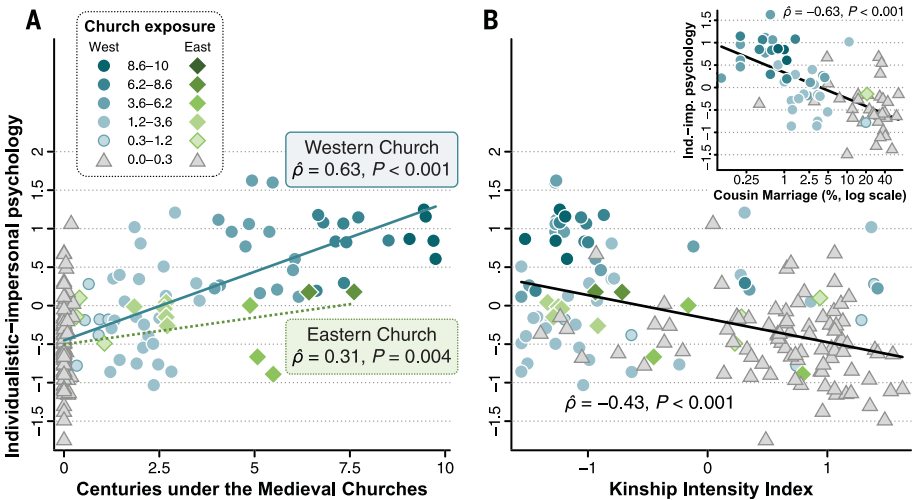 A
Church exposure
West East
8.6–10
6.2–8.6
3.6–6.2
1.2–3.6
0.3–1.2
0.0–0.3
Individualistic–impersonal psychology
2
1.5
1
.5
0
−.5
−1
−1.5
Western Church
ρ̂ = 0.63, P < 0.001
Eastern Church
ρ̂ = 0.31, P = 0.004
0 2.5 5 7.5 10
Centuries under the Medieval Churches
B
2
1.5
1
.5
0
−.5
−1
−1.5
ρ̂ = −0.43, P < 0.001
−1 0 1
Kinship Intensity Index
ρ̂ = −0.63, P < 0.001
Ind.–imp. psychology
1.5
1
.5
0
−.5
−1
−1.5
0.25 1 2.5 5 10 20 40
Cousin Marriage (%, log scale)